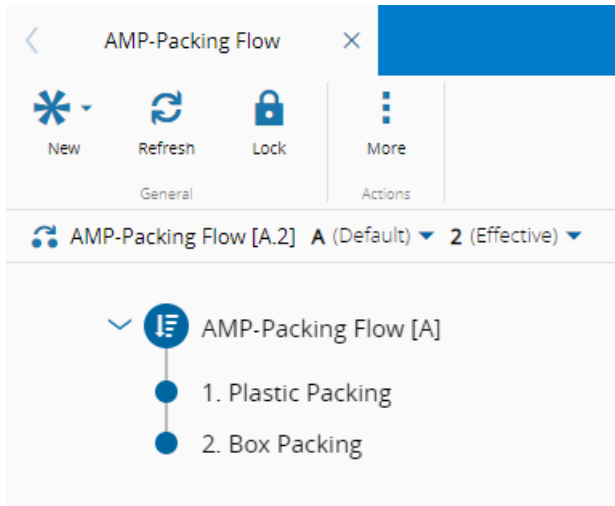 AMP-Packing Flow
New Refresh Lock More
General Actions
AMP-Packing Flow [A.2] A (Default) 2 (Effective)
AMP-Packing Flow [A]
1. Plastic Packing
2. Box Packing